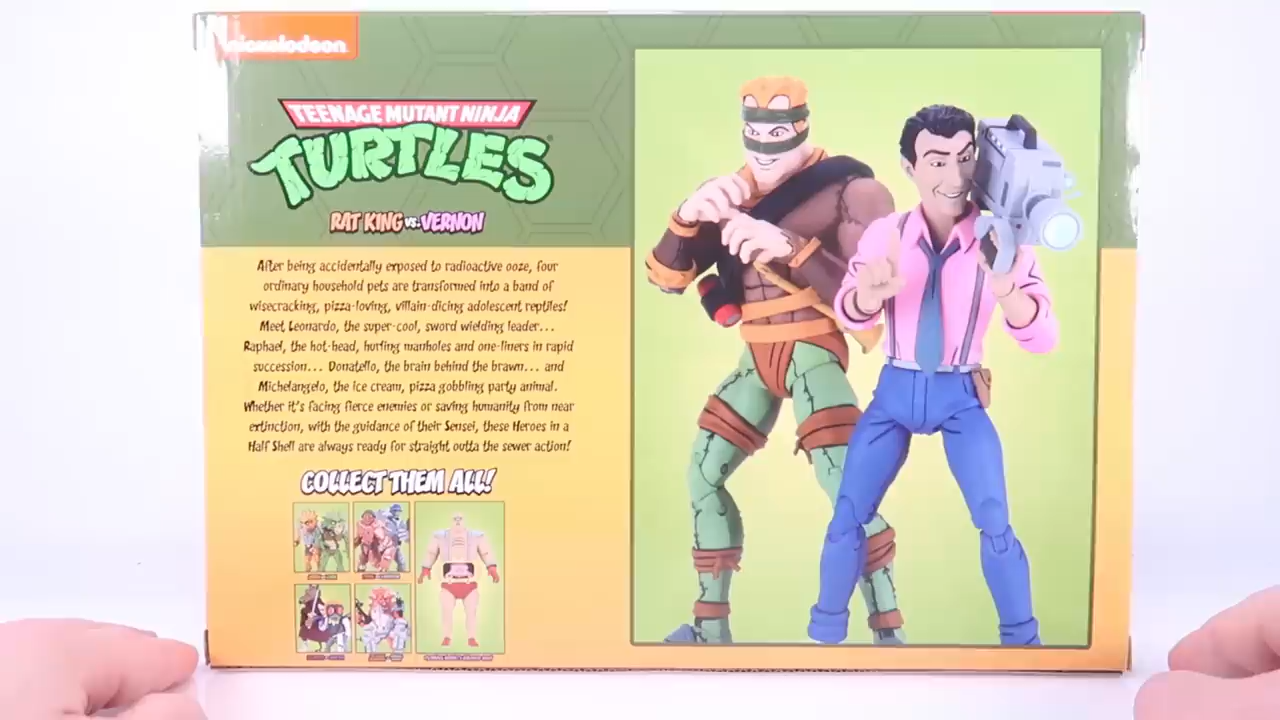 nickelodeon
TEENAGE MUTANT NINJA
TURTLES
RAT KING vs. VERNON
After being accidentally exposed to radioactive ooze, four
ordinary household pets are transformed into a band of
wisecracking, pizza-loving, villain-dicing adolescent reptiles!
Meet Leonardo, the super-cool, sword wielding leader...
Raphael, the hot-head, hurling manholes and one-liners in rapid
succession... Donatello, the brain behind the brawn... and
Michelangelo, the ice cream, pizza gobbling party animal.
Whether it's facing fierce enemies or saving humanity from near
extinction, with the guidance of their Sensei, these Heroes in a
Half Shell are always ready for straight outta the sewer action!
COLLECT THEM ALL!